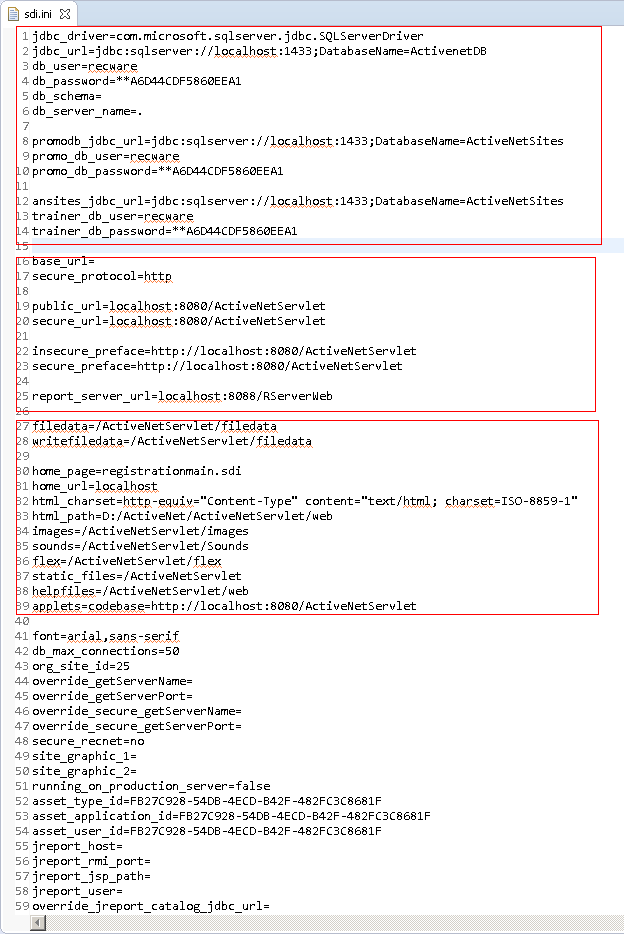 sdi.ini
1 jdbc_driver=com.microsoft.sqlserver.jdbc.SQLServerDriver
2 jdbc_url=jdbc:sqlserver://localhost:1433;DatabaseName=ActivenetDB
3 db_user=recware
4 db_password=**A6D44CDF5860EEA1
5 db_schema=
6 db_server_name=.
7
8 promodb_jdbc_url=jdbc:sqlserver://localhost:1433;DatabaseName=ActiveNetSites
9 promo_db_user=recware
10 promo_db_password=**A6D44CDF5860EEA1
11
12 ansites_jdbc_url=jdbc:sqlserver://localhost:1433;DatabaseName=ActiveNetSites
13 trainer_db_user=recware
14 trainer_db_password=**A6D44CDF5860EEA1
15
16 base_url=
17 secure_protocol=http
18
19 public_url=localhost:8080/ActiveNetServlet
20 secure_url=localhost:8080/ActiveNetServlet
21
22 insecure_preface=http://localhost:8080/ActiveNetServlet
23 secure_preface=http://localhost:8080/ActiveNetServlet
24
25 report_server_url=localhost:8088/RServerWeb
26
27 filedata=/ActiveNetServlet/filedata
28 writefiledata=/ActiveNetServlet/filedata
29
30 home_page=registrationmain.sdi
31 home_url=localhost
32 html_charset=http-equiv="Content-Type" content="text/html; charset=ISO-8859-1"
33 html_path=D:/ActiveNet/ActiveNetServlet/web
34 images=/ActiveNetServlet/images
35 sounds=/ActiveNetServlet/Sounds
36 flex=/ActiveNetServlet/flex
37 static_files=/ActiveNetServlet
38 helpfiles=/ActiveNetServlet/web
39 applets=codebase=http://localhost:8080/ActiveNetServlet
40
41 font=arial,sans-serif
42 db_max_connections=50
43 org_site_id=25
44 override_getServerName=
45 override_getServerPort=
46 override_secure_getServerName=
47 override_secure_getServerPort=
48 secure_recnet=no
49 site_graphic_1=
50 site_graphic_2=
51 running_on_production_server=false
52 asset_type_id=FB27C928-54DB-4ECD-B42F-482FC3C8681F
53 asset_application_id=FB27C928-54DB-4ECD-B42F-482FC3C8681F
54 asset_user_id=FB27C928-54DB-4ECD-B42F-482FC3C8681F
55 jreport_host=
56 jreport_rmi_port=
57 jreport_jsp_path=
58 jreport_user=
59 override_jreport_catalog_jdbc_url=